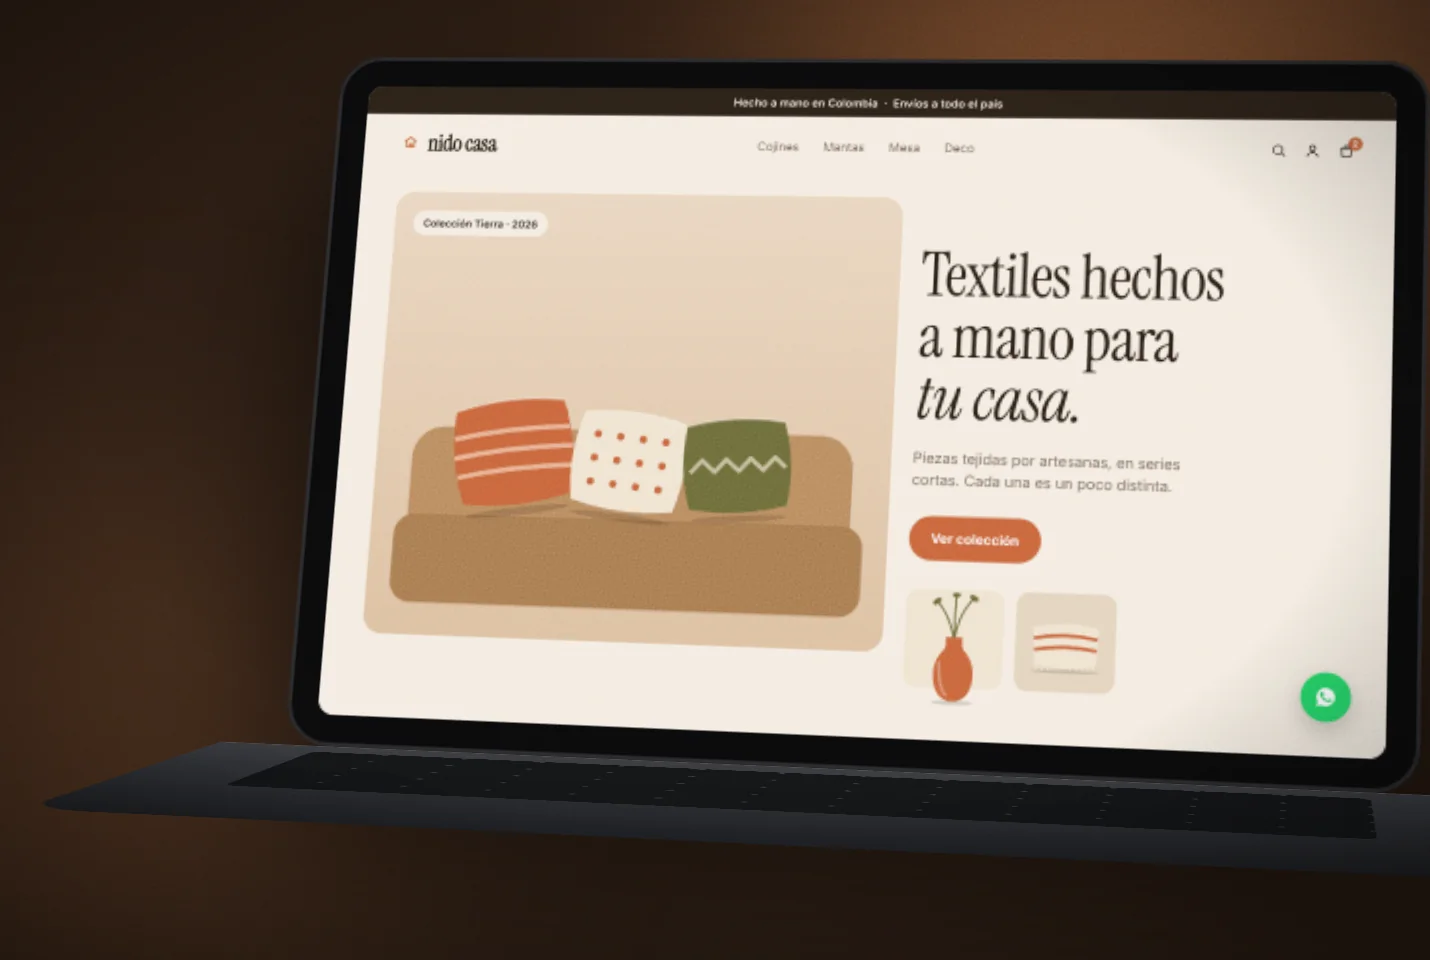 Hecho a mano en Colombia · Envíos a todo el país
nido casa
Cojines Mantas Mesa Deco
2
Colección Tierra · 2026
Textiles hechos
a mano para
tu casa.
Piezas tejidas por artesanas, en series
cortas. Cada una es un poco distinta.
Ver colección